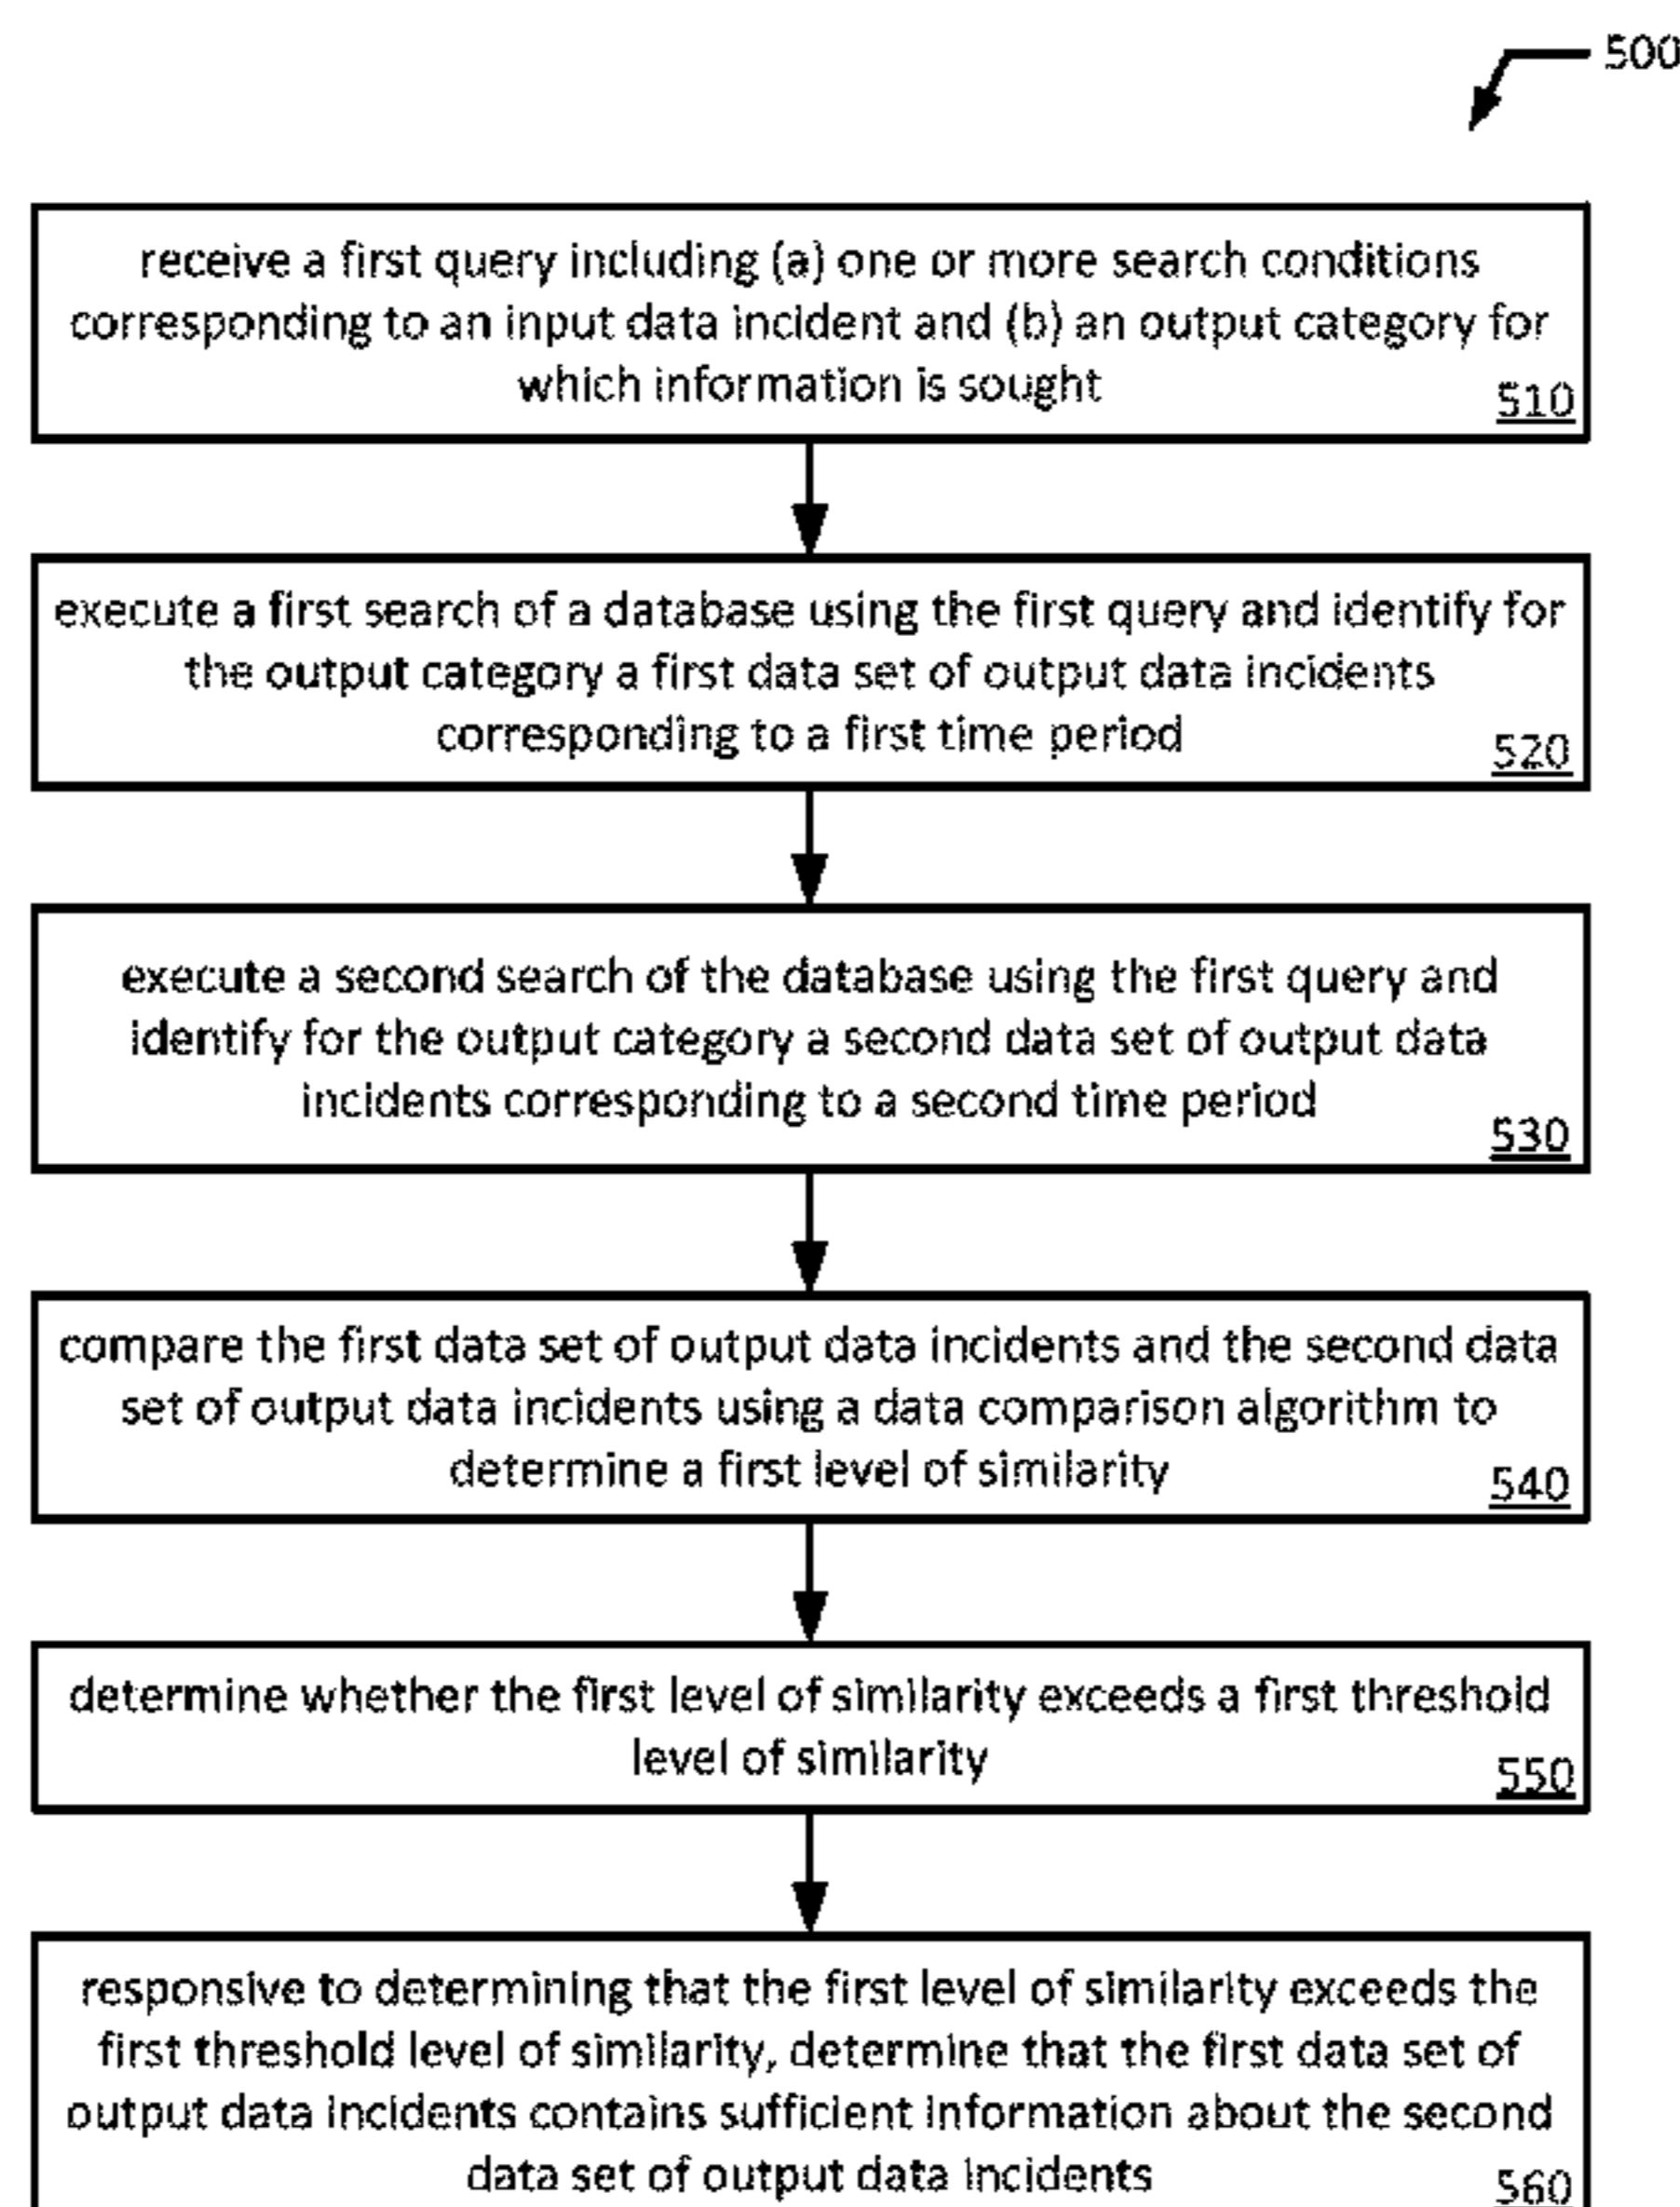 500
receive a first query including (a) one or more search conditions
corresponding to an input data incident and (b) an output category for
which information is sought
510
execute a first search of a database using the first query and identify for
the output category a first data set of output data incidents
corresponding to a first time period
520
execute a second search of the database using the first query and
identify for the output category a second data set of output data
incidents corresponding to a second time period
530
compare the first data set of output data incidents and the second data
set of output data incidents using a data comparison algorithm to
determine a first level of similarity
540
determine whether the first level of similarity exceeds a first threshold
level of similarity
550
responsive to determining that the first level of similarity exceeds the
first threshold level of similarity, determine that the first data set of
output data incidents contains sufficient information about the second
data set of output data incidents
560